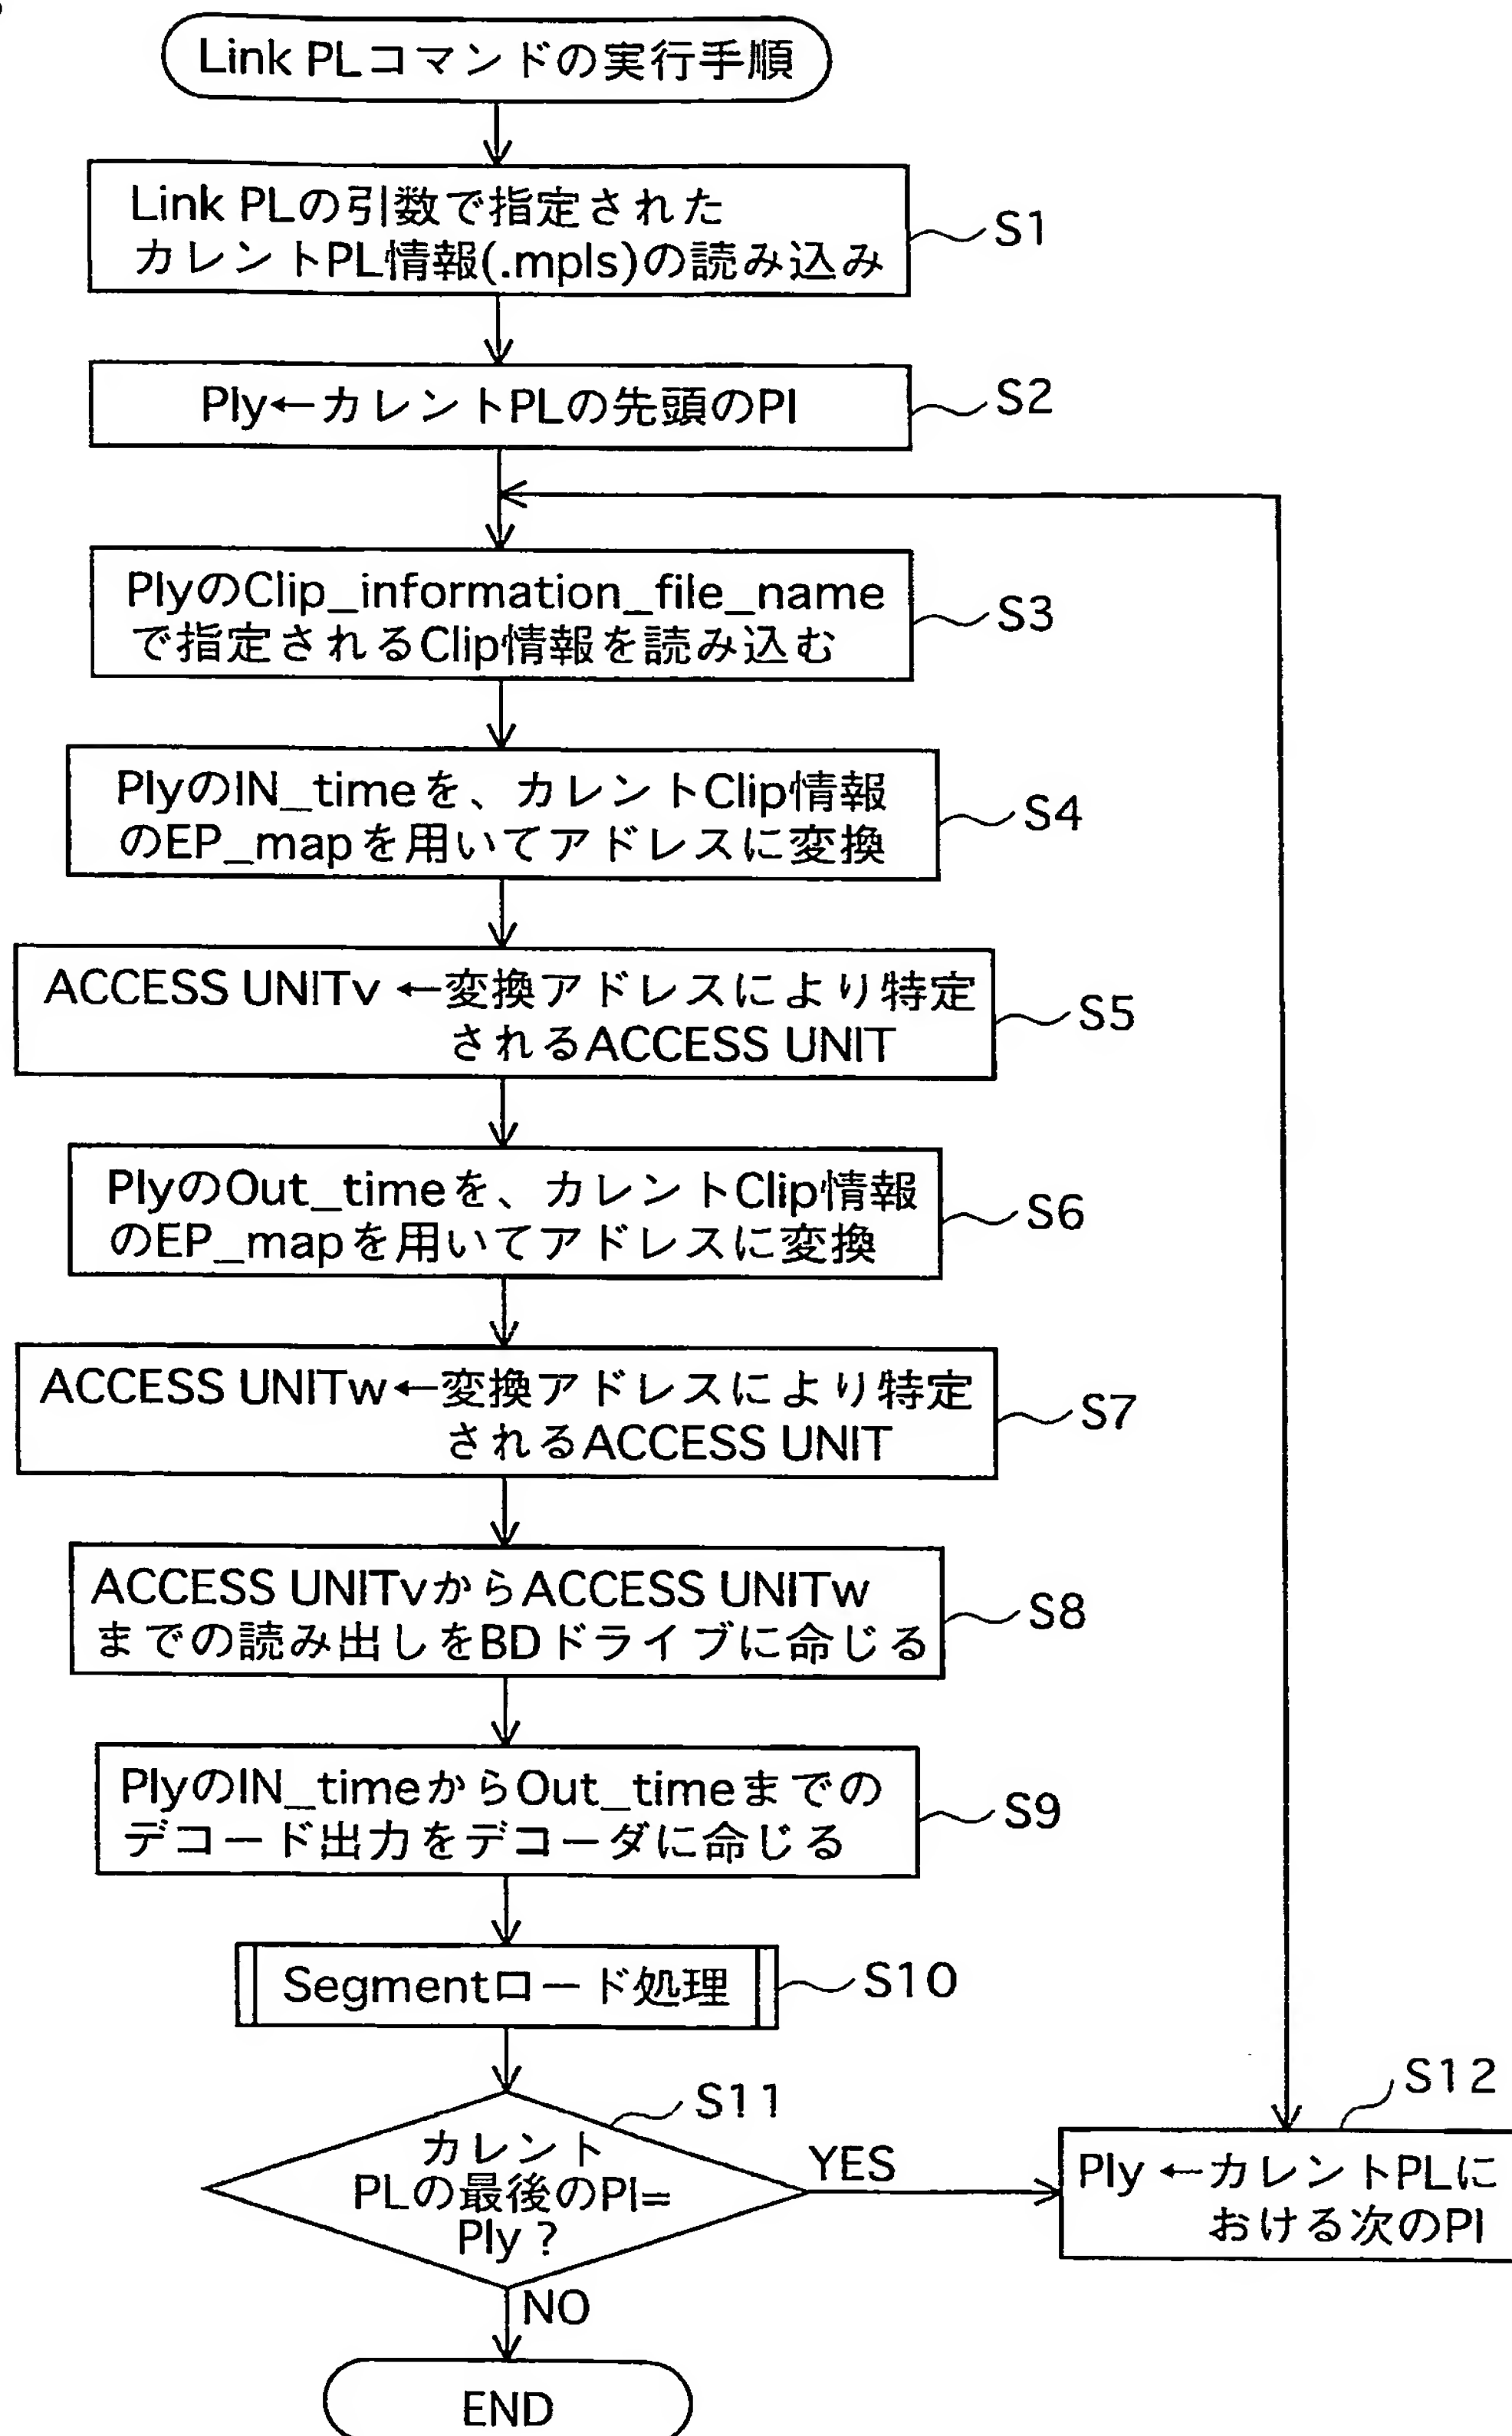 Link PLコマンドの実行手順
Link PLの引数で指定された
カレントPL情報(.mpls)の読み込み
S1
PIy←カレントPLの先頭のPI
S2
PIyのClip_information_file_name
で指定されるClip情報を読み込む
S3
PIyのIN_timeを、カレントClip情報
のEP_mapを用いてアドレスに変換
S4
ACCESS UNITv ←変換アドレスにより特定
されるACCESS UNIT
S5
PIyのOut_timeを、カレントClip情報
のEP_mapを用いてアドレスに変換
S6
ACCESS UNITw←変換アドレスにより特定
されるACCESS UNIT
S7
ACCESS UNITvからACCESS UNITw
までの読み出しをBDドライブに命じる
S8
PIyのIN_timeからOut_timeまでの
デコード出力をデコーダに命じる
S9
Segmentロード処理
S10
S11
カレント
PLの最後のPI=
PIy ?
YES
S12
PIy ←カレントPLに
おける次のPI
NO
END